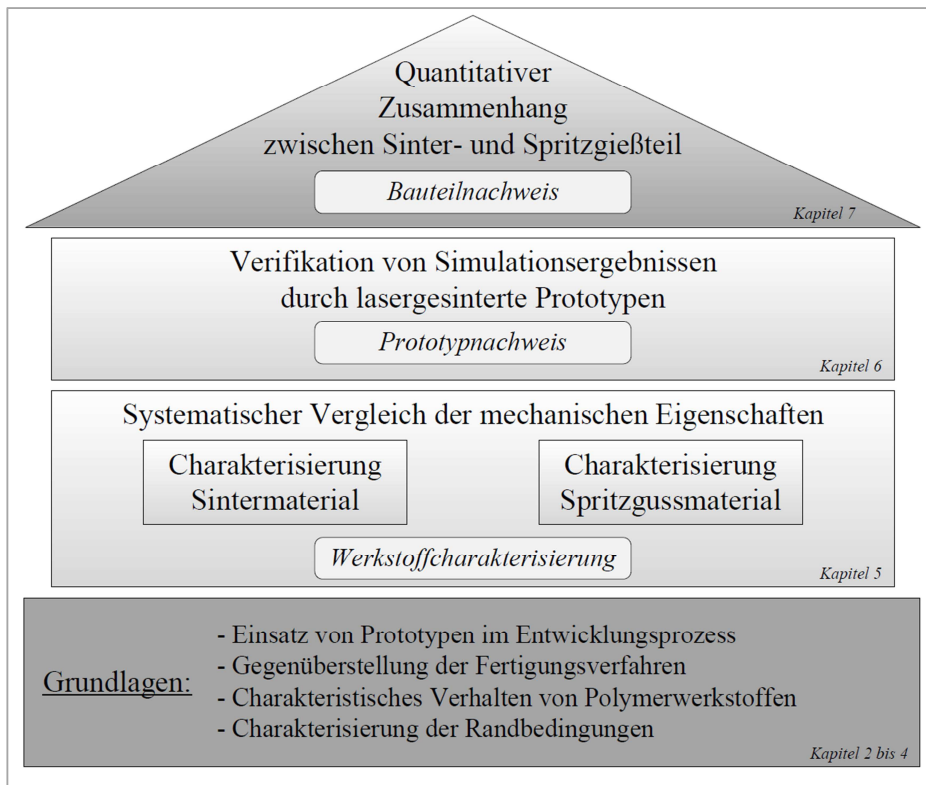 Quantitativer
Zusammenhang
zwischen Sinter- und Spritzgießteil
Bauteilnachweis
Kapitel 7
Verifikation von Simulationsergebnissen
durch lasergesinterte Prototypen
Prototypnachweis
Kapitel 6
Systematischer Vergleich der mechanischen Eigenschaften
Charakterisierung
Sintermaterial
Charakterisierung
Spritzgussmaterial
Werkstoffcharakterisierung
Kapitel 5
Grundlagen:
- Einsatz von Prototypen im Entwicklungsprozess
- Gegenüberstellung der Fertigungsverfahren
- Charakteristisches Verhalten von Polymerwerkstoffen
- Charakterisierung der Randbedingungen
Kapitel 2 bis 4